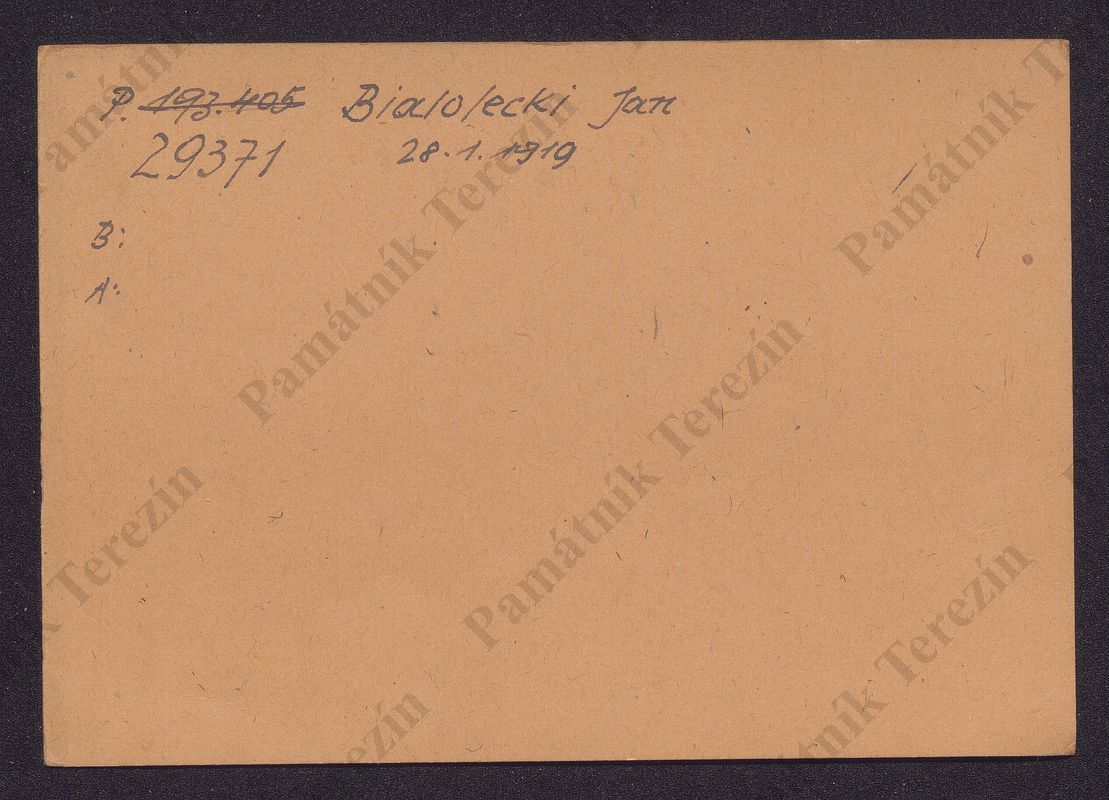 P. 193.405 Bialolecki Jan
29371 28.1.1919
B:
A:
Památník Terezín
Památník Terezín
Památník Terezín
Památník Terezín
Památník Terezín
Terezín
Terezín